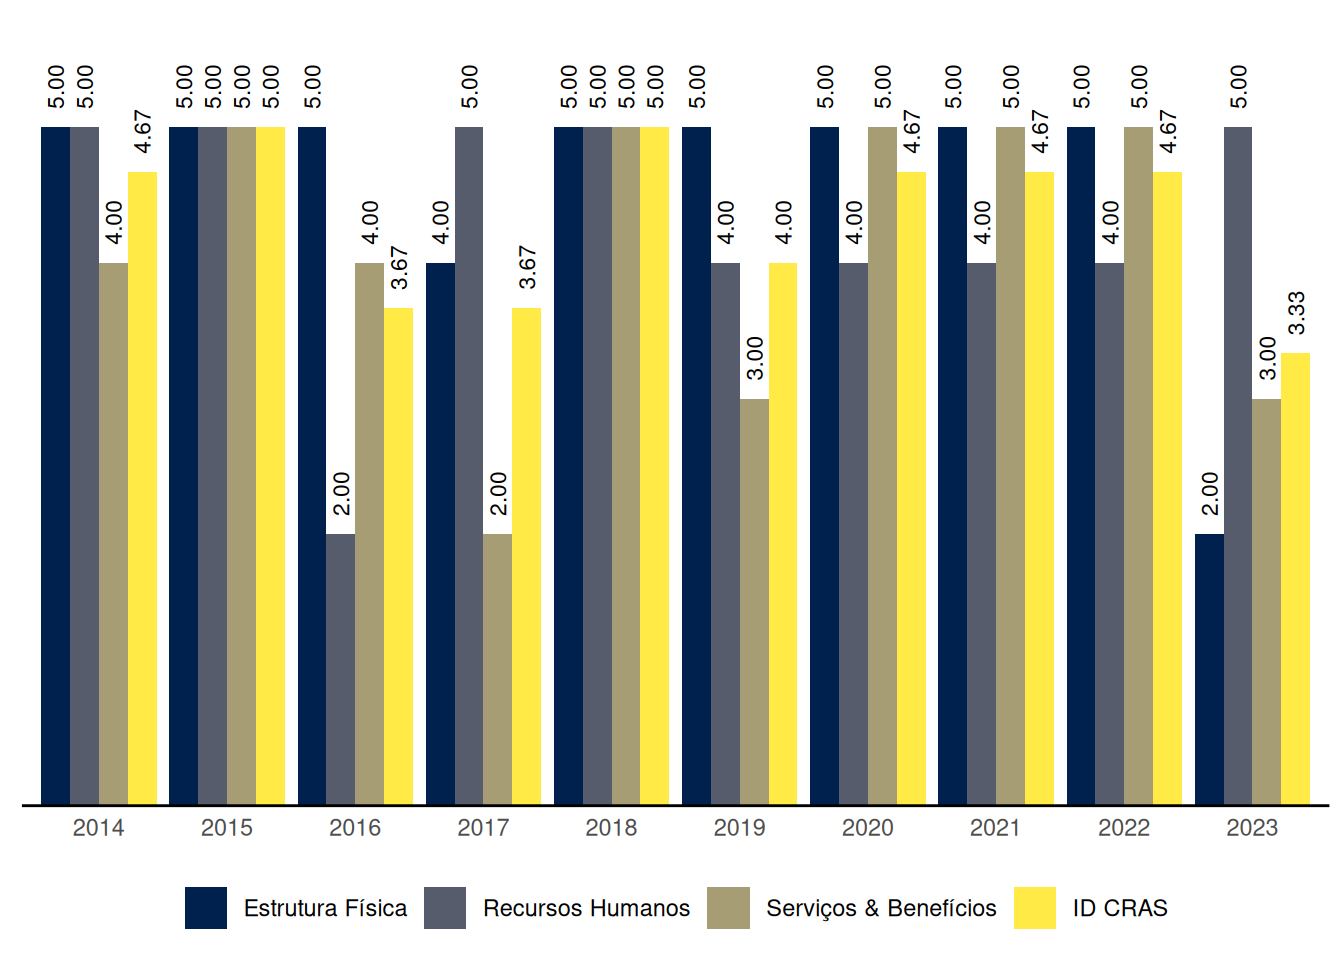 5.00 5.00 4.00 4.67 5.00 5.00 5.00 5.00 5.00 2.00 4.00 3.67 4.00 5.00 2.00 3.67 5.00 5.00 5.00 5.00 5.00 4.00 3.00 4.00 5.00 4.00 5.00 4.67 5.00 4.00 5.00 4.67 5.00 4.00 5.00 4.67 2.00 5.00 3.00 3.33
2014 2015 2016 2017 2018 2019 2020 2021 2022 2023
Estrutura Física Recursos Humanos Serviços & Benefícios ID CRAS